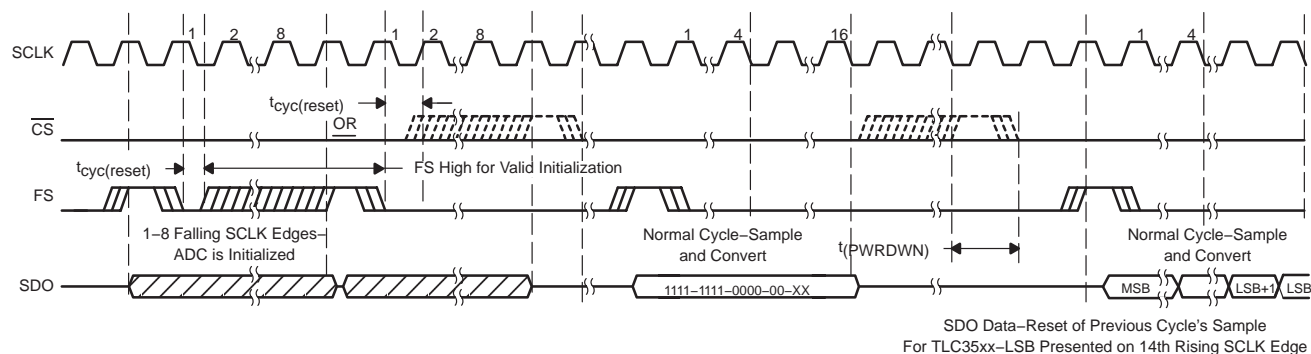 1 2 8 1 2 8 1 4 16 1 4
SCLK
tcyc(reset)
CS
OR
tcyc(reset)
FS High for Valid Initialization
FS
1–8 Falling SCLK Edges–
ADC is Initialized
Normal Cycle–Sample
and Convert
t(PWRDWN)
Normal Cycle–Sample
and Convert
SDO
1111–1111–0000–00–XX
MSB
LSB+1
LSB
SDO Data–Reset of Previous Cycle's Sample
For TLC35xx–LSB Presented on 14th Rising SCLK Edge